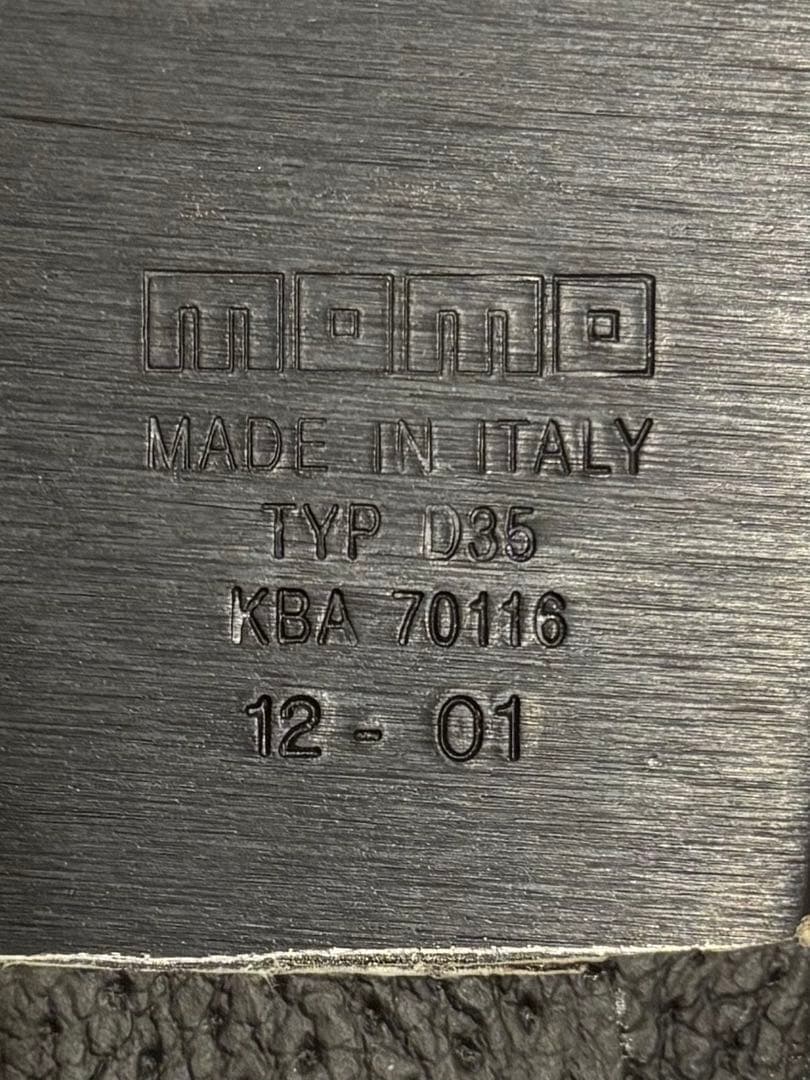 momo
MADE IN ITALY
TYP D35
KBA 70116
12 - 01